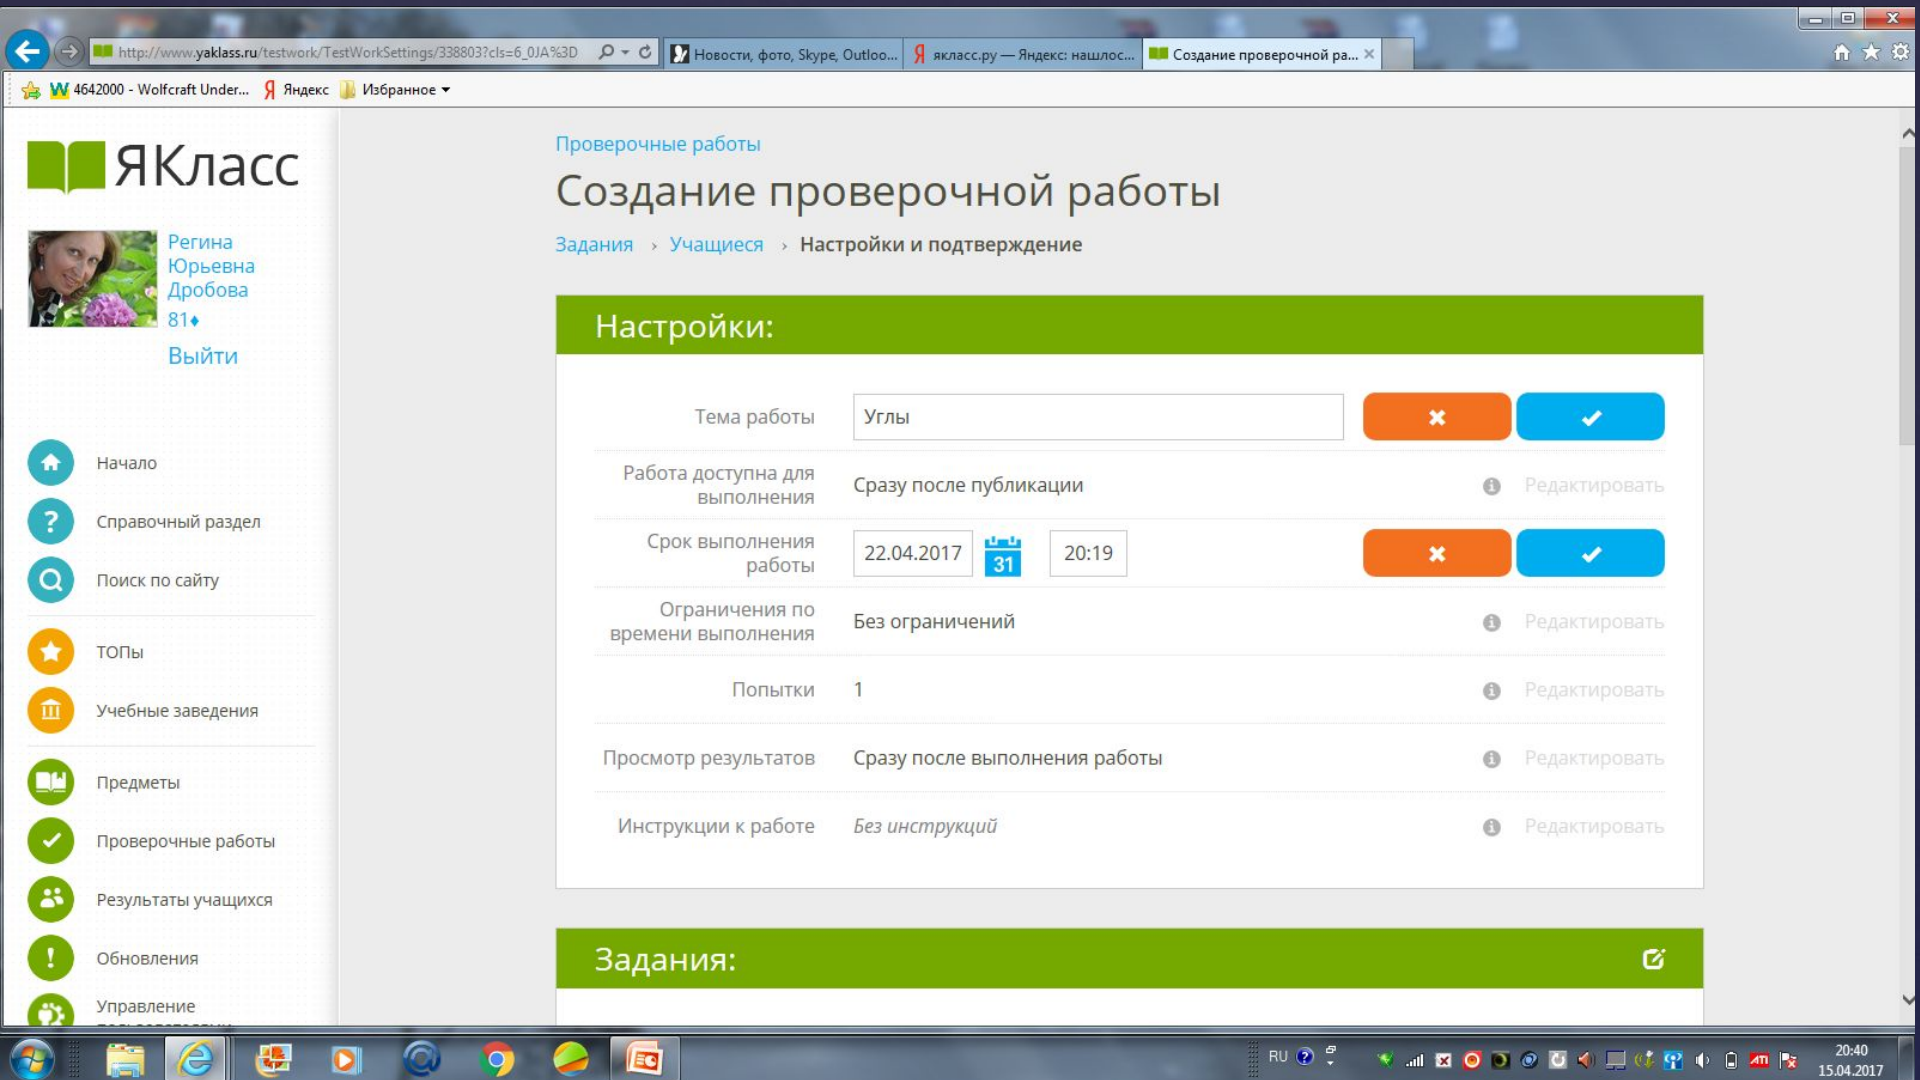 http://www.yaklass.ru/testwork/TestWorkSettings/338803?cls=6_0JA%3D
Новости, фото, Skype, Outloo...
якласс.ру — Яндекс: нашлос...
Создание проверочной ра...
4642000 - Wolfcraft Under...
Яндекс
Избранное
ЯКласс
Регина
Юрьевна
Дробова
81
Выйти
Начало
Справочный раздел
Поиск по сайту
ТОПы
Учебные заведения
Предметы
Проверочные работы
Результаты учащихся
Обновления
Управление
Проверочные работы
Создание проверочной работы
Задания › Учащиеся › Настройки и подтверждение
Настройки:
Тема работы Углы
Работа доступна для
выполнения
Сразу после публикации Редактировать
Срок выполнения
работы
22.04.2017 31 20:19
Ограничения по
времени выполнения
Без ограничений Редактировать
Попытки 1 Редактировать
Просмотр результатов Сразу после выполнения работы Редактировать
Инструкции к работе Без инструкций Редактировать
Задания:
RU
20:40
15.04.2017